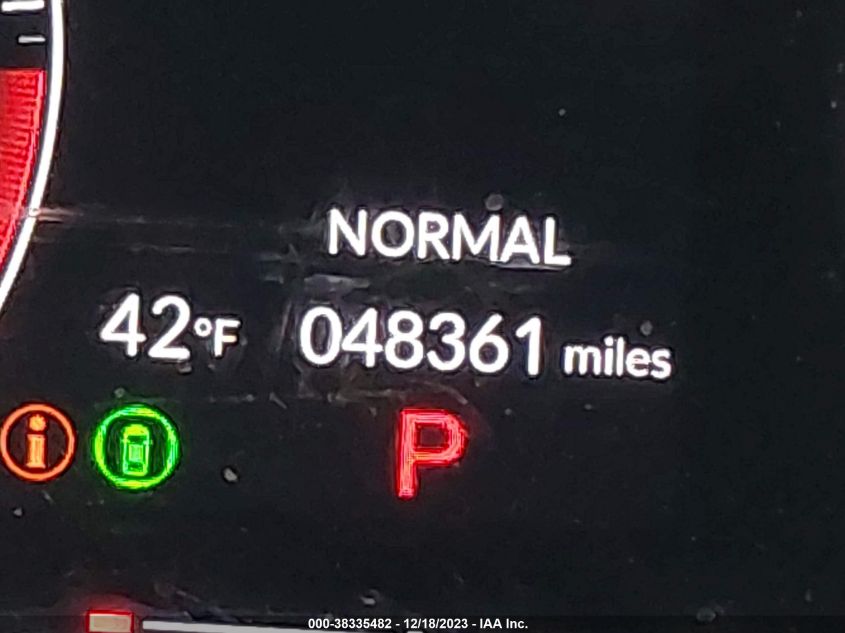 NORMAL
42°F 048361 miles
i P
000-38335482 - 12/18/2023 - IAA Inc.